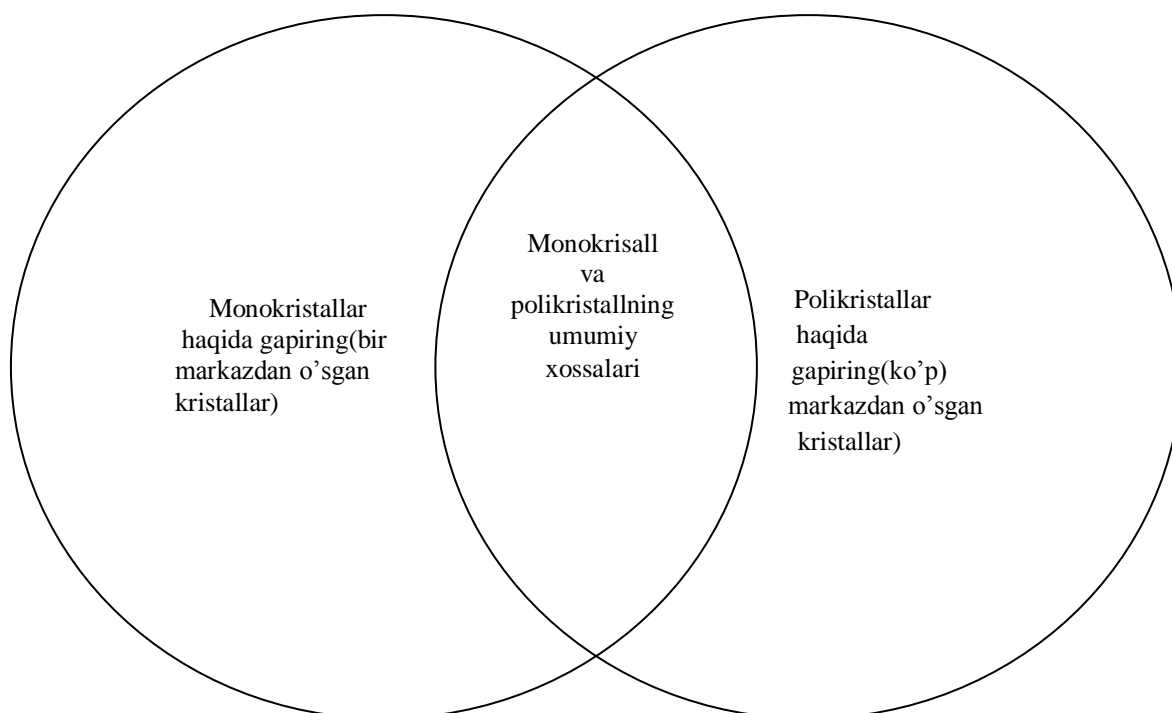 Monokristallar
haqida gapiring(bir
markazdan o’sgan
kristallar)
Monokrisall
va
polikristallning
umumiy
xossalari
Polikristallar
haqida
gapiring(ko’p)
markazdan o’sgan
kristallar)